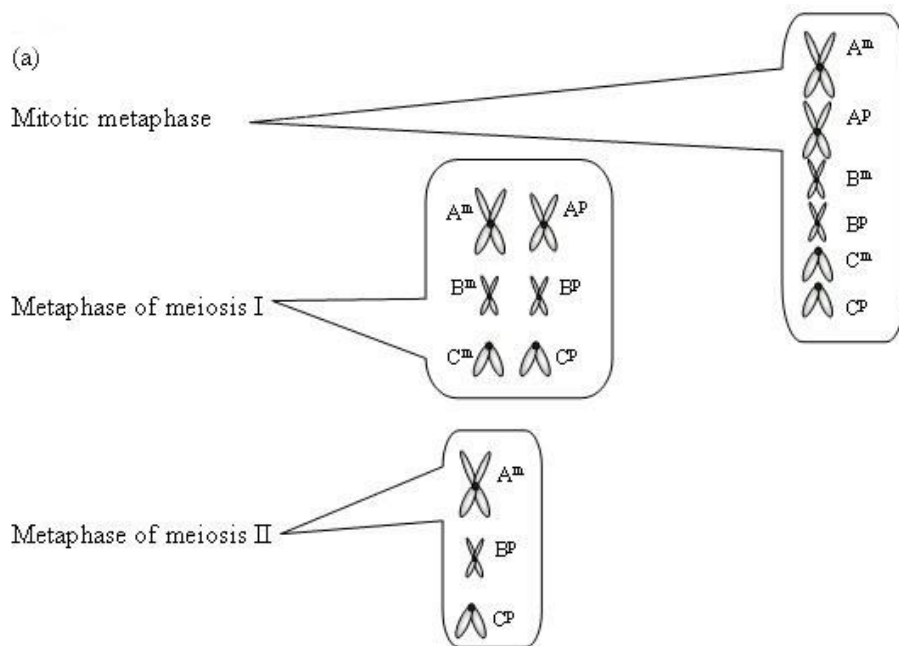 (a)
Mitotic metaphase
Aᵐ
Aᵖ
Bᵐ
Bᵖ
Cᵐ
Cᵖ
Metaphase of meiosis I
Aᵐ Aᵖ
Bᵐ Bᵖ
Cᵐ Cᵖ
Metaphase of meiosis II
Aᵐ
Bᵖ
Cᵖ